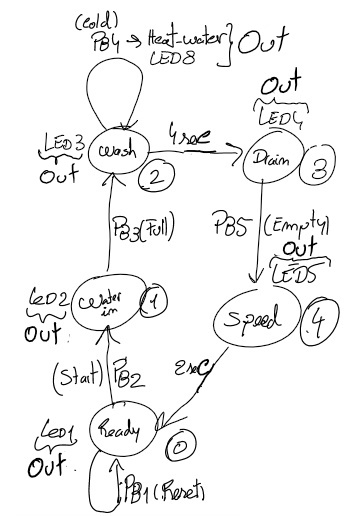 (cold)
PB4 → Heat-water } Out
LED8
Out
LED4
LED3
Out
Wash
4sec
Drain
2
3
PB3(Full)
PB5 (Empty)
Out
LED5
LED2
Out.
Water
in
1
Speed
4
(Start) PB2
2sec
LED1
Out.
Ready
0
PB1(Reset)